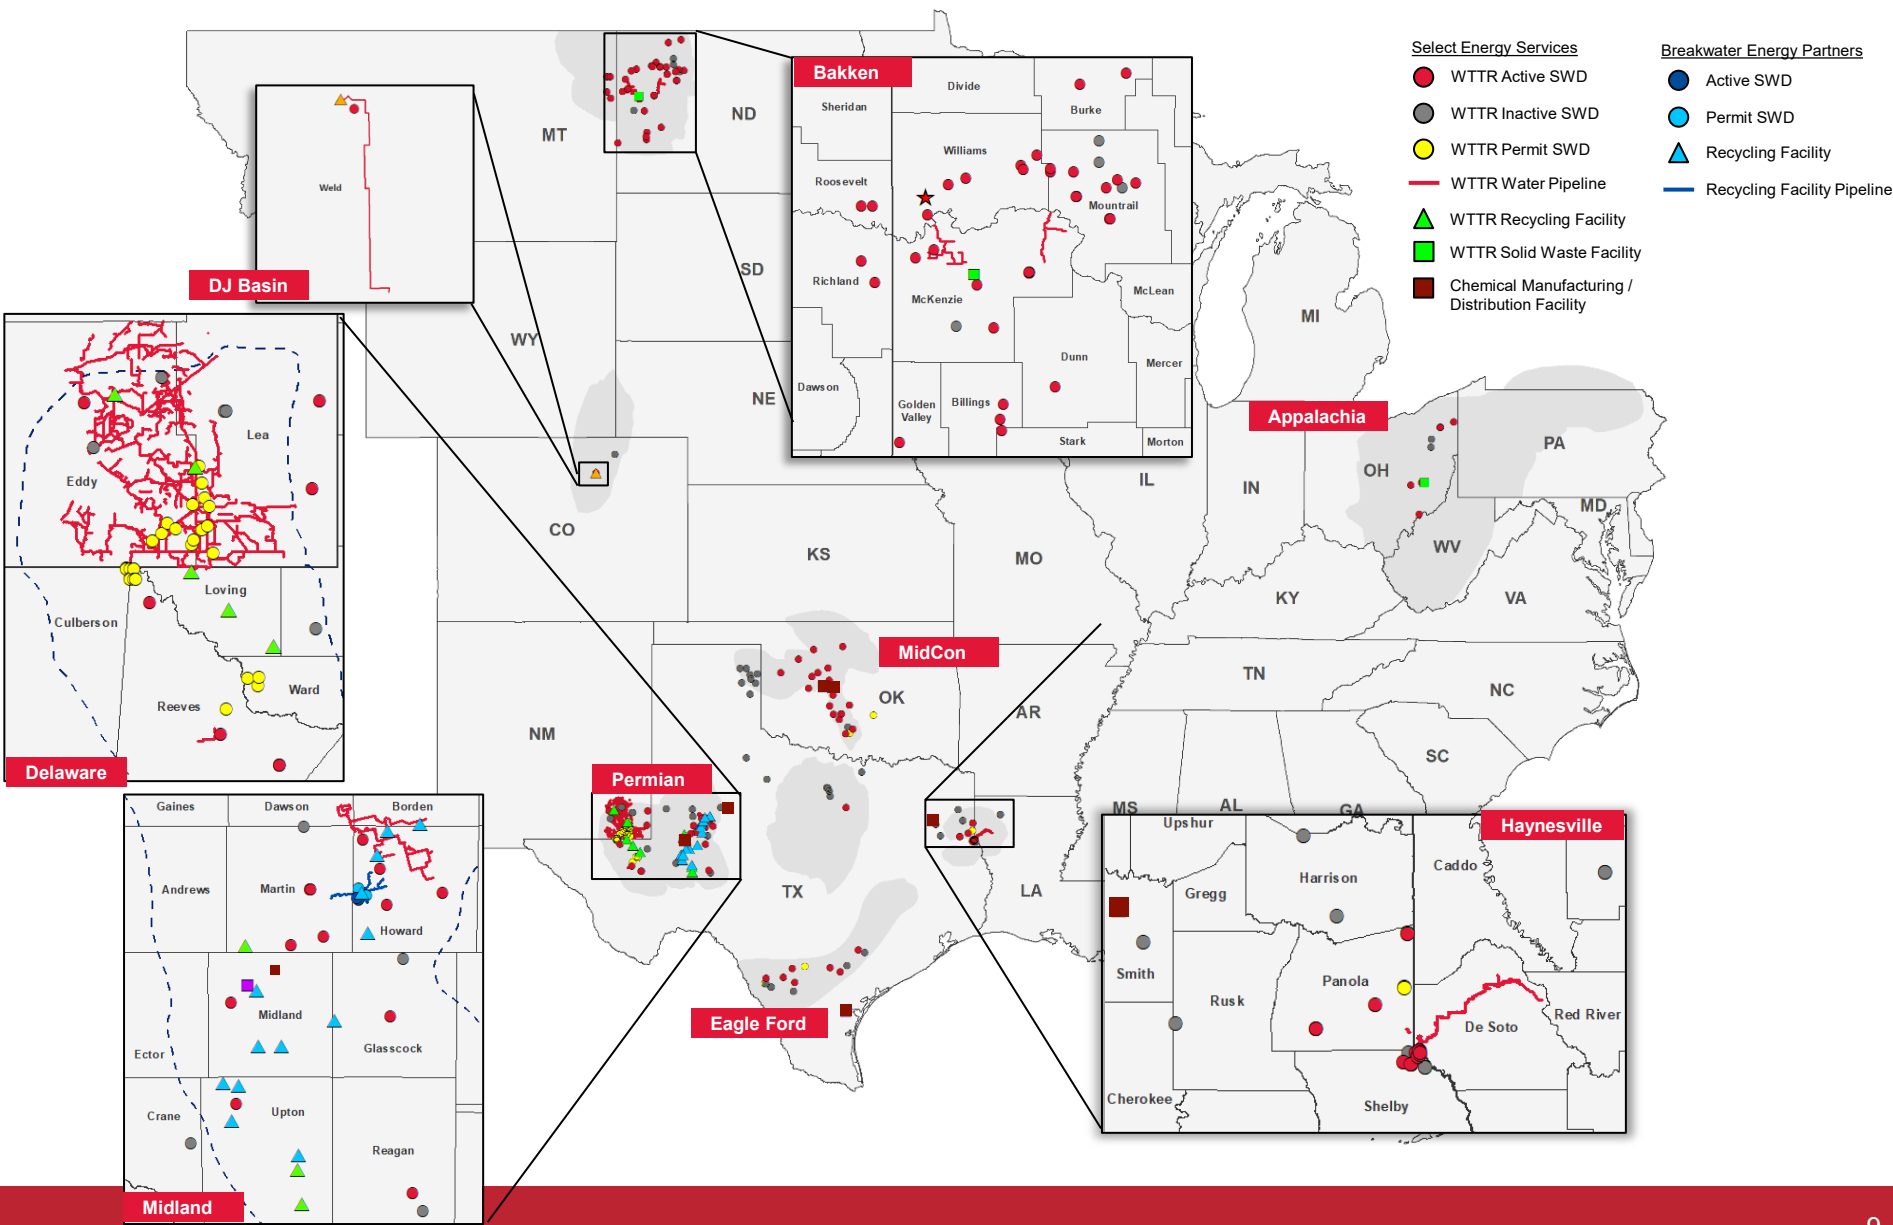 Select Energy Services
WTTR Active SWD
WTTR Inactive SWD
WTTR Permit SWD
WTTR Water Pipeline
WTTR Recycling Facility
WTTR Solid Waste Facility
Chemical Manufacturing /
Distribution Facility
Breakwater Energy Partners
Active SWD
Permit SWD
Recycling Facility
Recycling Facility Pipeline
Bakken
Divide
Burke
Sheridan
Williams
Roosevelt
Mountrail
Richland
McKenzie
McLean
Dunn
Mercer
Dawson
Golden
Valley
Billings
Stark
Morton
Weld
DJ Basin
MT
ND
SD
WY
NE
CO
KS
MO
IL
IN
MI
OH
PA
MD
WV
VA
KY
TN
NC
SC
OK
AR
NM
TX
LA
MS
AL
GA
Appalachia
MidCon
Permian
Eagle Ford
Lea
Eddy
Loving
Culberson
Ward
Reeves
Delaware
Gaines
Dawson
Borden
Andrews
Martin
Howard
Midland
Ector
Glasscock
Crane
Upton
Reagan
Midland
Haynesville
Upshur
Harrison
Caddo
Gregg
Smith
Panola
Rusk
De Soto
Red River
Cherokee
Shelby